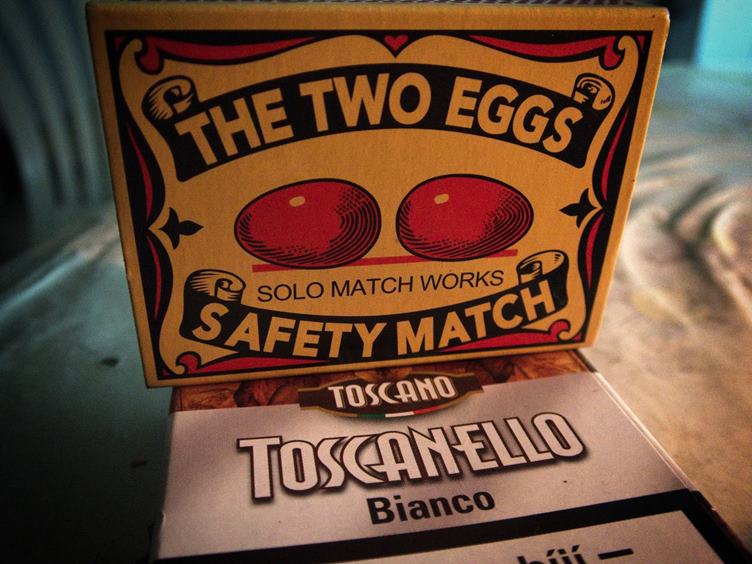 THE TWO EGGS
SOLO MATCH WORKS
SAFETY MATCH
TOSCANO
TOSCANELLO
Bianco